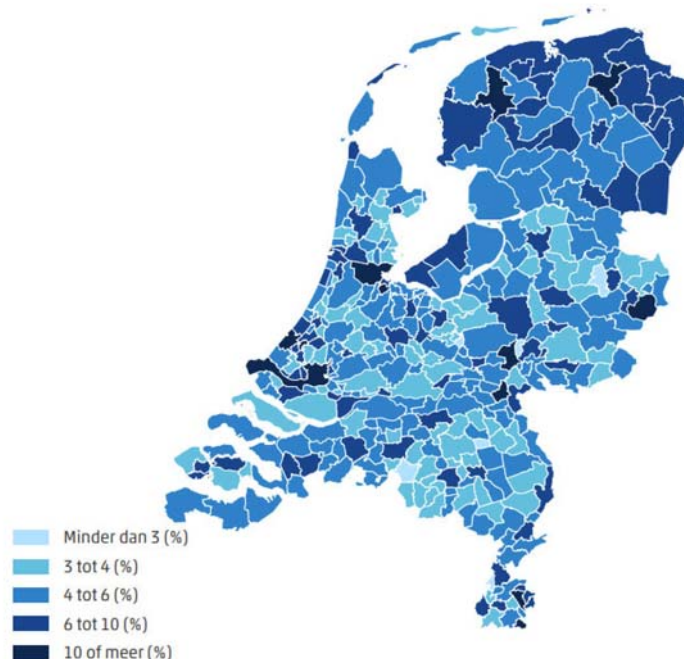 Minder dan 3 (%)
3 tot 4 (%)
4 tot 6 (%)
6 tot 10 (%)
10 of meer (%)